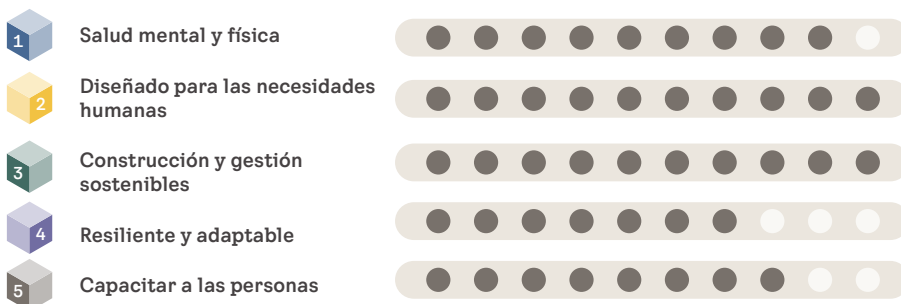 1 Salud mental y física
2 Diseñado para las necesidades
humanas
3 Construcción y gestión
sostenibles
4 Resiliente y adaptable
5 Capacitar a las personas